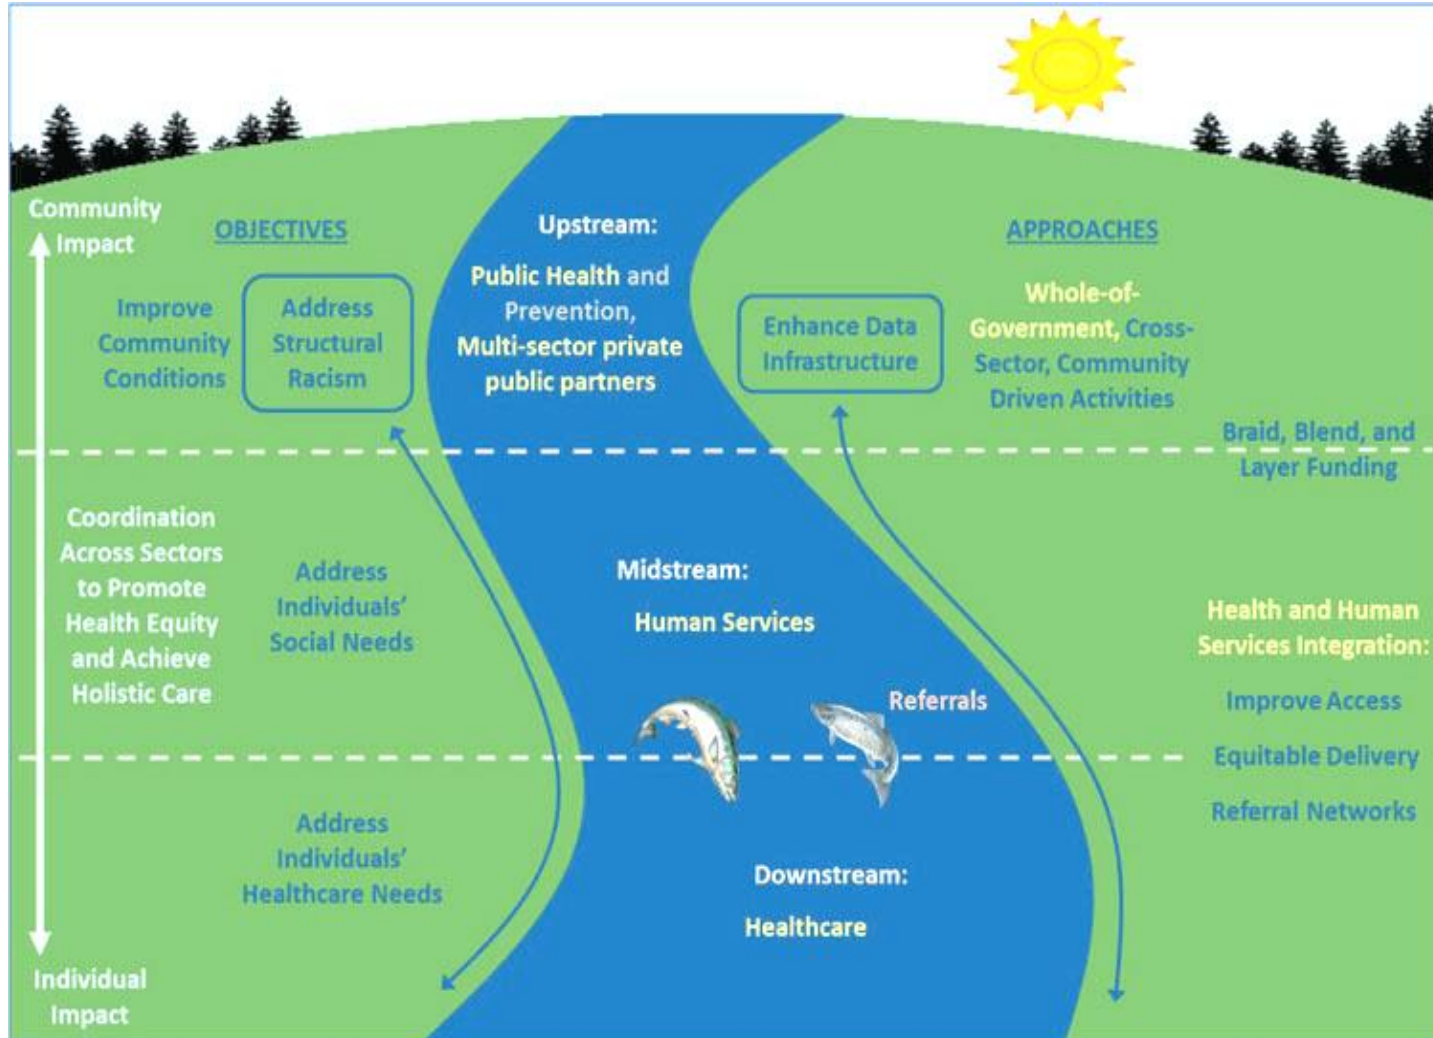 Community
Impact
OBJECTIVES
Improve
Community
Conditions
Address
Structural
Racism
Upstream:
Public Health and
Prevention,
Multi-sector private
public partners
APPROACHES
Enhance Data
Infrastructure
Whole-of-
Government, Cross-
Sector, Community
Driven Activities
Braid, Blend, and
Layer Funding
Coordination
Across Sectors
to Promote
Health Equity
and Achieve
Holistic Care
Address
Individuals’
Social Needs
Midstream:
Human Services
Referrals
Health and Human
Services Integration:
Improve Access
Equitable Delivery
Referral Networks
Address
Individuals’
Healthcare Needs
Downstream:
Healthcare
Individual
Impact